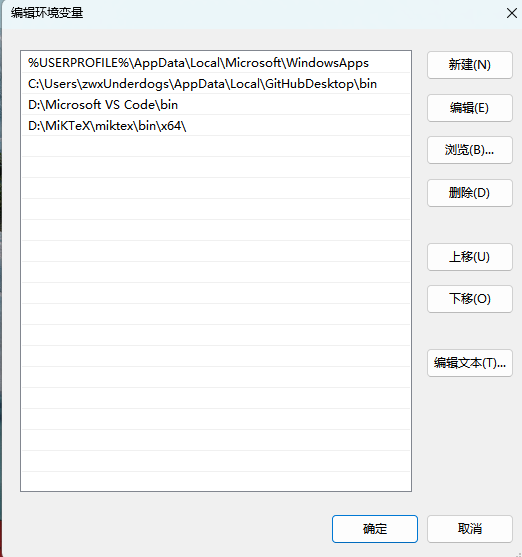 编辑环境变量
%USERPROFILE%\AppData\Local\Microsoft\WindowsApps
C:\Users\zwxUnderdogs\AppData\Local\GitHubDesktop\bin
D:\Microsoft VS Code\bin
D:\MiKTeX\miktex\bin\x64\
新建(N)
编辑(E)
浏览(B)...
删除(D)
上移(U)
下移(O)
编辑文本(T)...
确定
取消